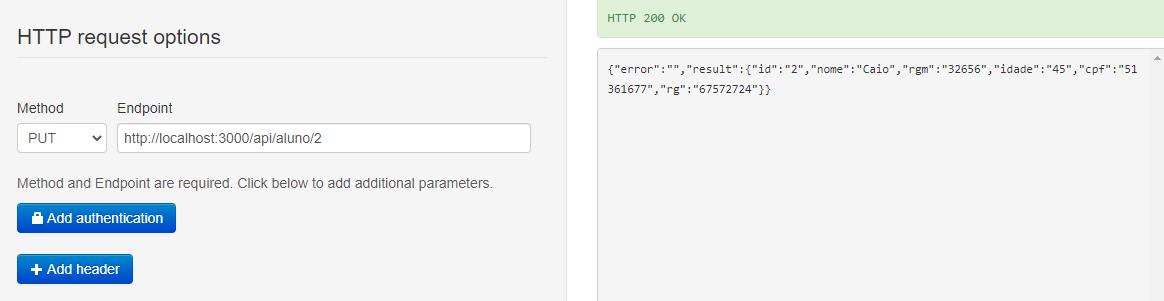 HTTP request options
Method
Endpoint
PUT
http://localhost:3000/api/aluno/2
Method and Endpoint are required. Click below to add additional parameters.
Add authentication
Add header
HTTP 200 OK
{"error":"","result":{"id":"2","nome":"Caio","rgm":"32656","idade":"45","cpf":"51
361677","rg":"67572724"}}